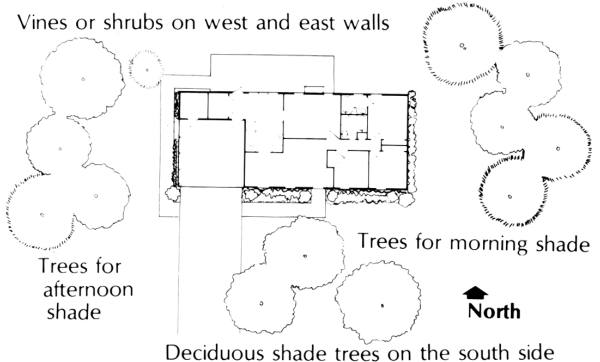 Vines or shrubs on west and east walls
Trees for morning shade
Trees for
afternoon
shade
North
Deciduous shade trees on the south side